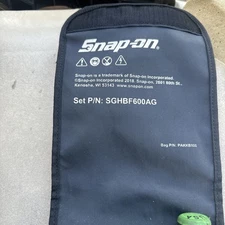 Snap-on
Snap-on is a trademark of Snap-on Incorporated.
©Snap-on Incorporated 2018. Snap-on, 2801 80th St.,
Kenosha, WI 53143 www.snapon.com
Set P/N: SGHBF600AG
Bag P/N: